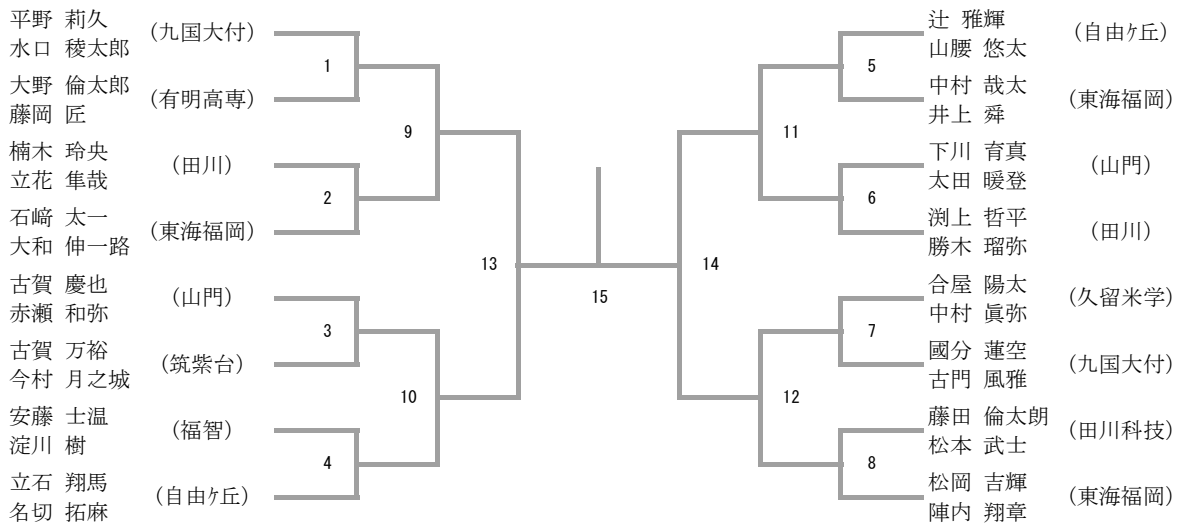 平野 莉久
(九国大付)
水口 稜太郎
1
大野 倫太郎
(有明高専)
藤岡 匠
9
楠木 玲央
(田川)
立花 隼哉
2
石﨑 太一
(東海福岡)
大和 伸一路
13
古賀 慶也
(山門)
赤瀬 和弥
3
古賀 万裕
(筑紫台)
今村 月之城
10
安藤 士温
(福智)
淀川 樹
4
立石 翔馬
(自由ケ丘)
名切 拓麻
15
辻 雅輝
(自由ケ丘)
山腰 悠太
5
中村 哉太
(東海福岡)
井上 舜
11
下川 育真
(山門)
太田 暖登
6
渕上 哲平
(田川)
勝木 瑠弥
14
合屋 陽太
(久留米学)
中村 眞弥
7
國分 蓮空
(九国大付)
古門 風雅
12
藤田 倫太朗
(田川科技)
松本 武士
8
松岡 吉輝
(東海福岡)
陣内 翔章